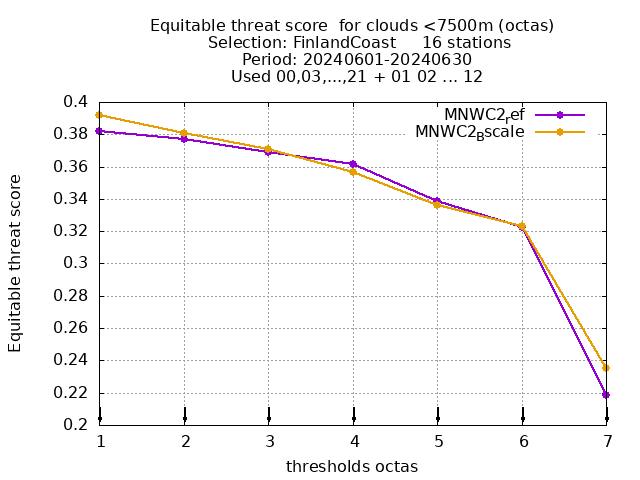 Equitable threat score  for clouds <7500m (octas)
Selection: FinlandCoast     16 stations
Period: 20240601-20240630
Used 00,03,...,21 + 01 02 ... 12
MNWC2ref
MNWC2Bscale
Equitable threat score
0.4
0.38
0.36
0.34
0.32
0.3
0.28
0.26
0.24
0.22
0.2
1 2 3 4 5 6 7
thresholds octas